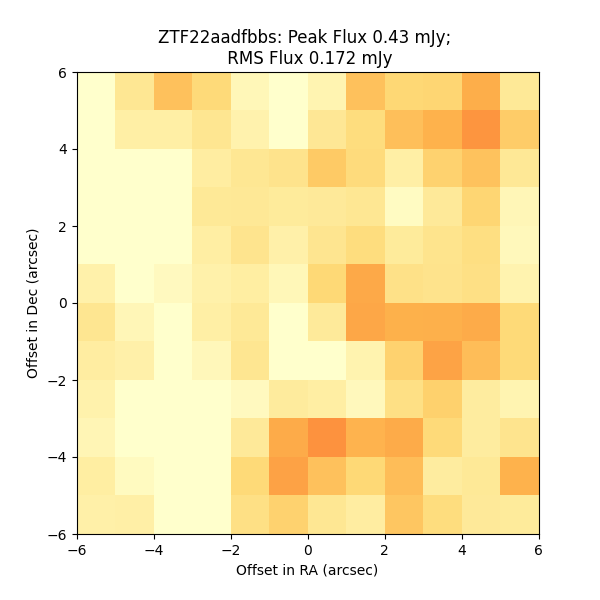 ZTF22aadfbbs: Peak Flux 0.43 mJy;
RMS Flux 0.172 mJy
6
4
2
0
−2
−4
−6
Offset in Dec (arcsec)
−6 −4 −2 0 2 4 6
Offset in RA (arcsec)